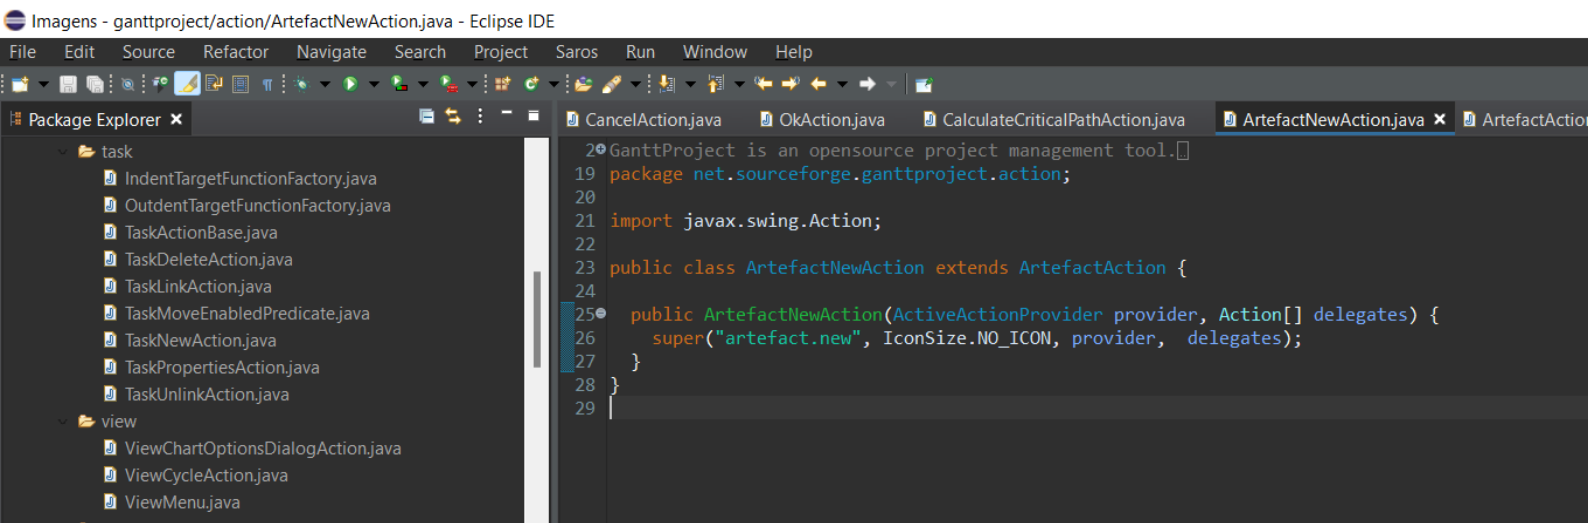 Imagens - ganttproject/action/ArtefactNewAction.java - Eclipse IDE
File Edit Source Refactor Navigate Search Project Saros Run Window Help
Package Explorer
task
IndentTargetFunctionFactory.java
OutdentTargetFunctionFactory.java
TaskActionBase.java
TaskDeleteAction.java
TaskLinkAction.java
TaskMoveEnabledPredicate.java
TaskNewAction.java
TaskPropertiesAction.java
TaskUnlinkAction.java
view
ViewChartOptionsDialogAction.java
ViewCycleAction.java
ViewMenu.java
CancelAction.java OkAction.java CalculateCriticalPathAction.java ArtefactNewAction.java ArtefactAction
2 GanttProject is an opensource project management tool.
19 package net.sourceforge.ganttproject.action;
20
21 import javax.swing.Action;
22
23 public class ArtefactNewAction extends ArtefactAction {
24
25 public ArtefactNewAction(ActiveActionProvider provider, Action[] delegates) {
26 super("artefact.new", IconSize.NO_ICON, provider,  delegates);
27 }
28 }
29